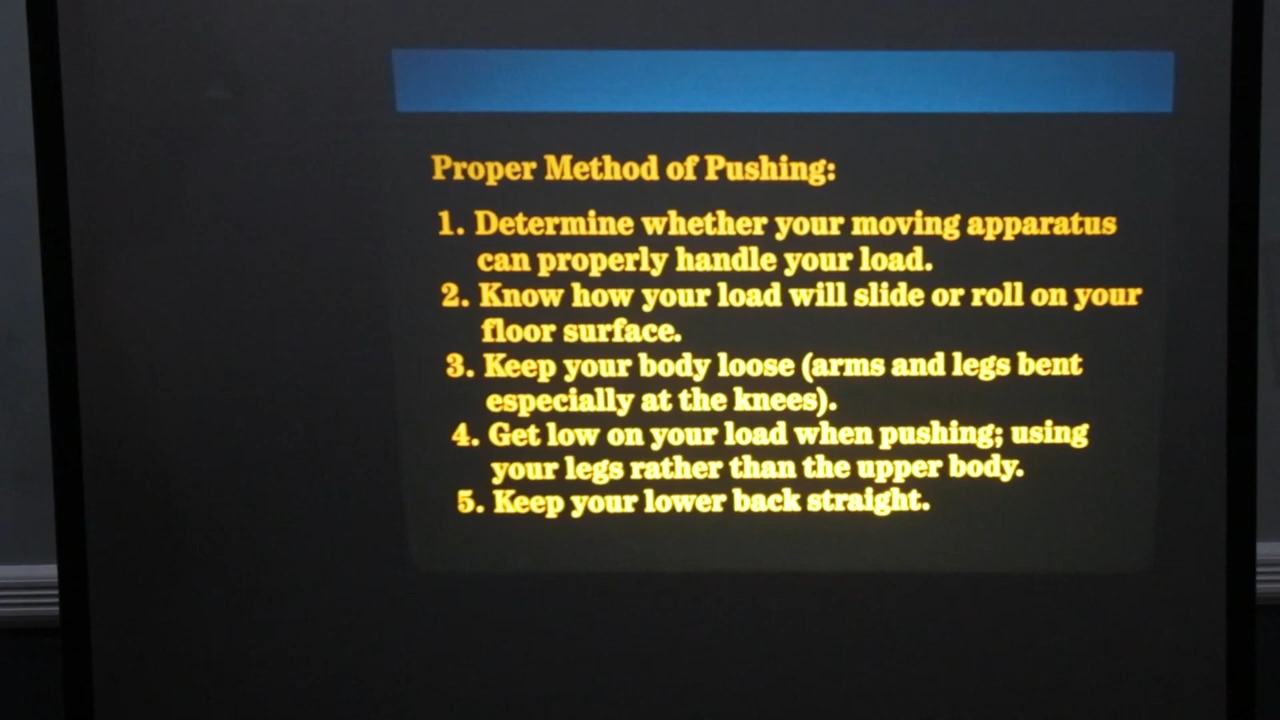 Proper Method of Pushing:
1. Determine whether your moving apparatus
can properly handle your load.
2. Know how your load will slide or roll on your
floor surface.
3. Keep your body loose (arms and legs bent
especially at the knees).
4. Get low on your load when pushing; using
your legs rather than the upper body.
5. Keep your lower back straight.